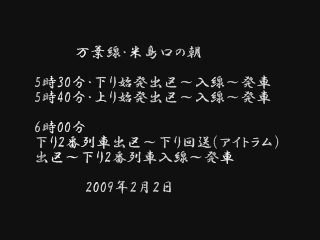 万葉線・米島口の朝
5時30分・下り始発出区〜入線〜発車
5時40分・上り始発出区〜入線〜発車
6時00分
下り2番列車出区〜下り回送(アイトラム)
出区〜下り2番列車入線〜発車
2009年2月2日